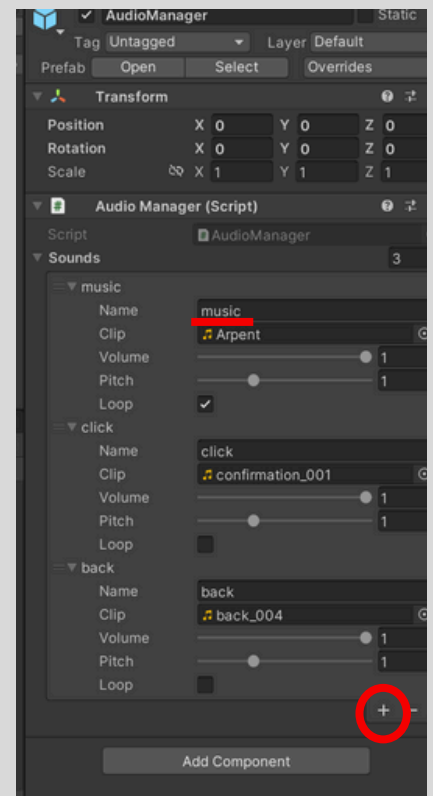 AudioManager Static
Tag Untagged Layer Default
Prefab Open Select Overrides
Transform
Position X 0 Y 0 Z 0
Rotation X 0 Y 0 Z 0
Scale X 1 Y 1 Z 1
# Audio Manager (Script)
Script AudioManager
Sounds 3
music
Name music
Clip Arpent
Volume 1
Pitch 1
Loop
click
Name click
Clip confirmation_001
Volume 1
Pitch 1
Loop
back
Name back
Clip back_004
Volume 1
Pitch 1
Loop
+ -
Add Component